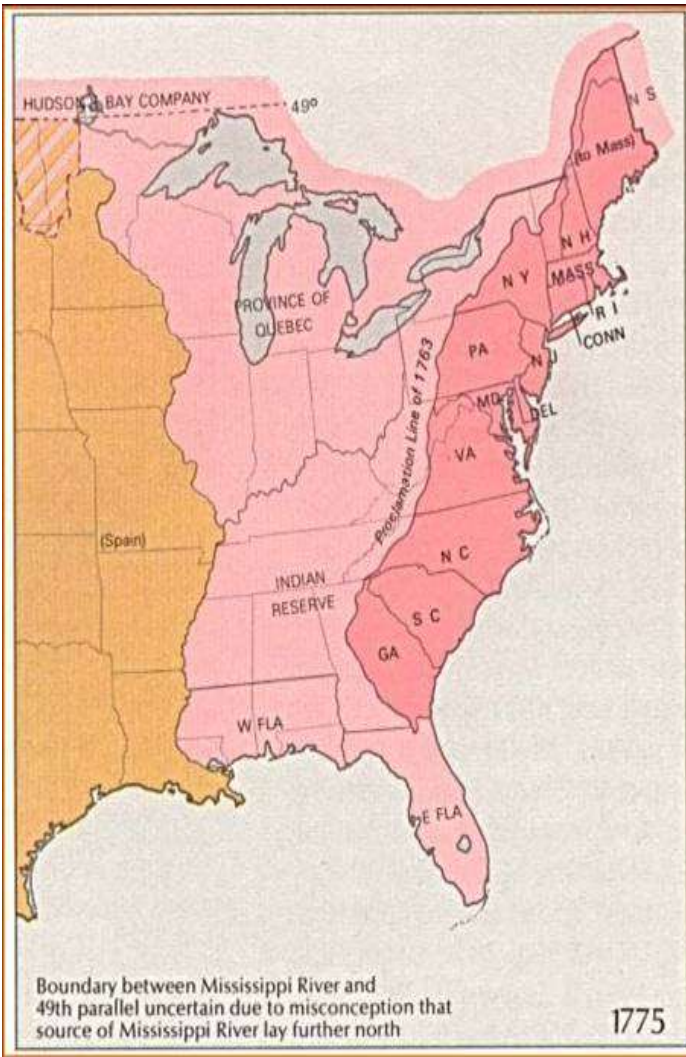 HUDSON BAY COMPANY
49°
N S
(to Mass)
N H
N Y
MASS
R I
CONN
PROVINCE OF
QUEBEC
PA
N J
MD
DEL
Proclamation Line of 1763
VA
(Spain)
N C
INDIAN
RESERVE
S C
GA
W FLA
E FLA
Boundary between Mississippi River and
49th parallel uncertain due to misconception that
source of Mississippi River lay further north
1775